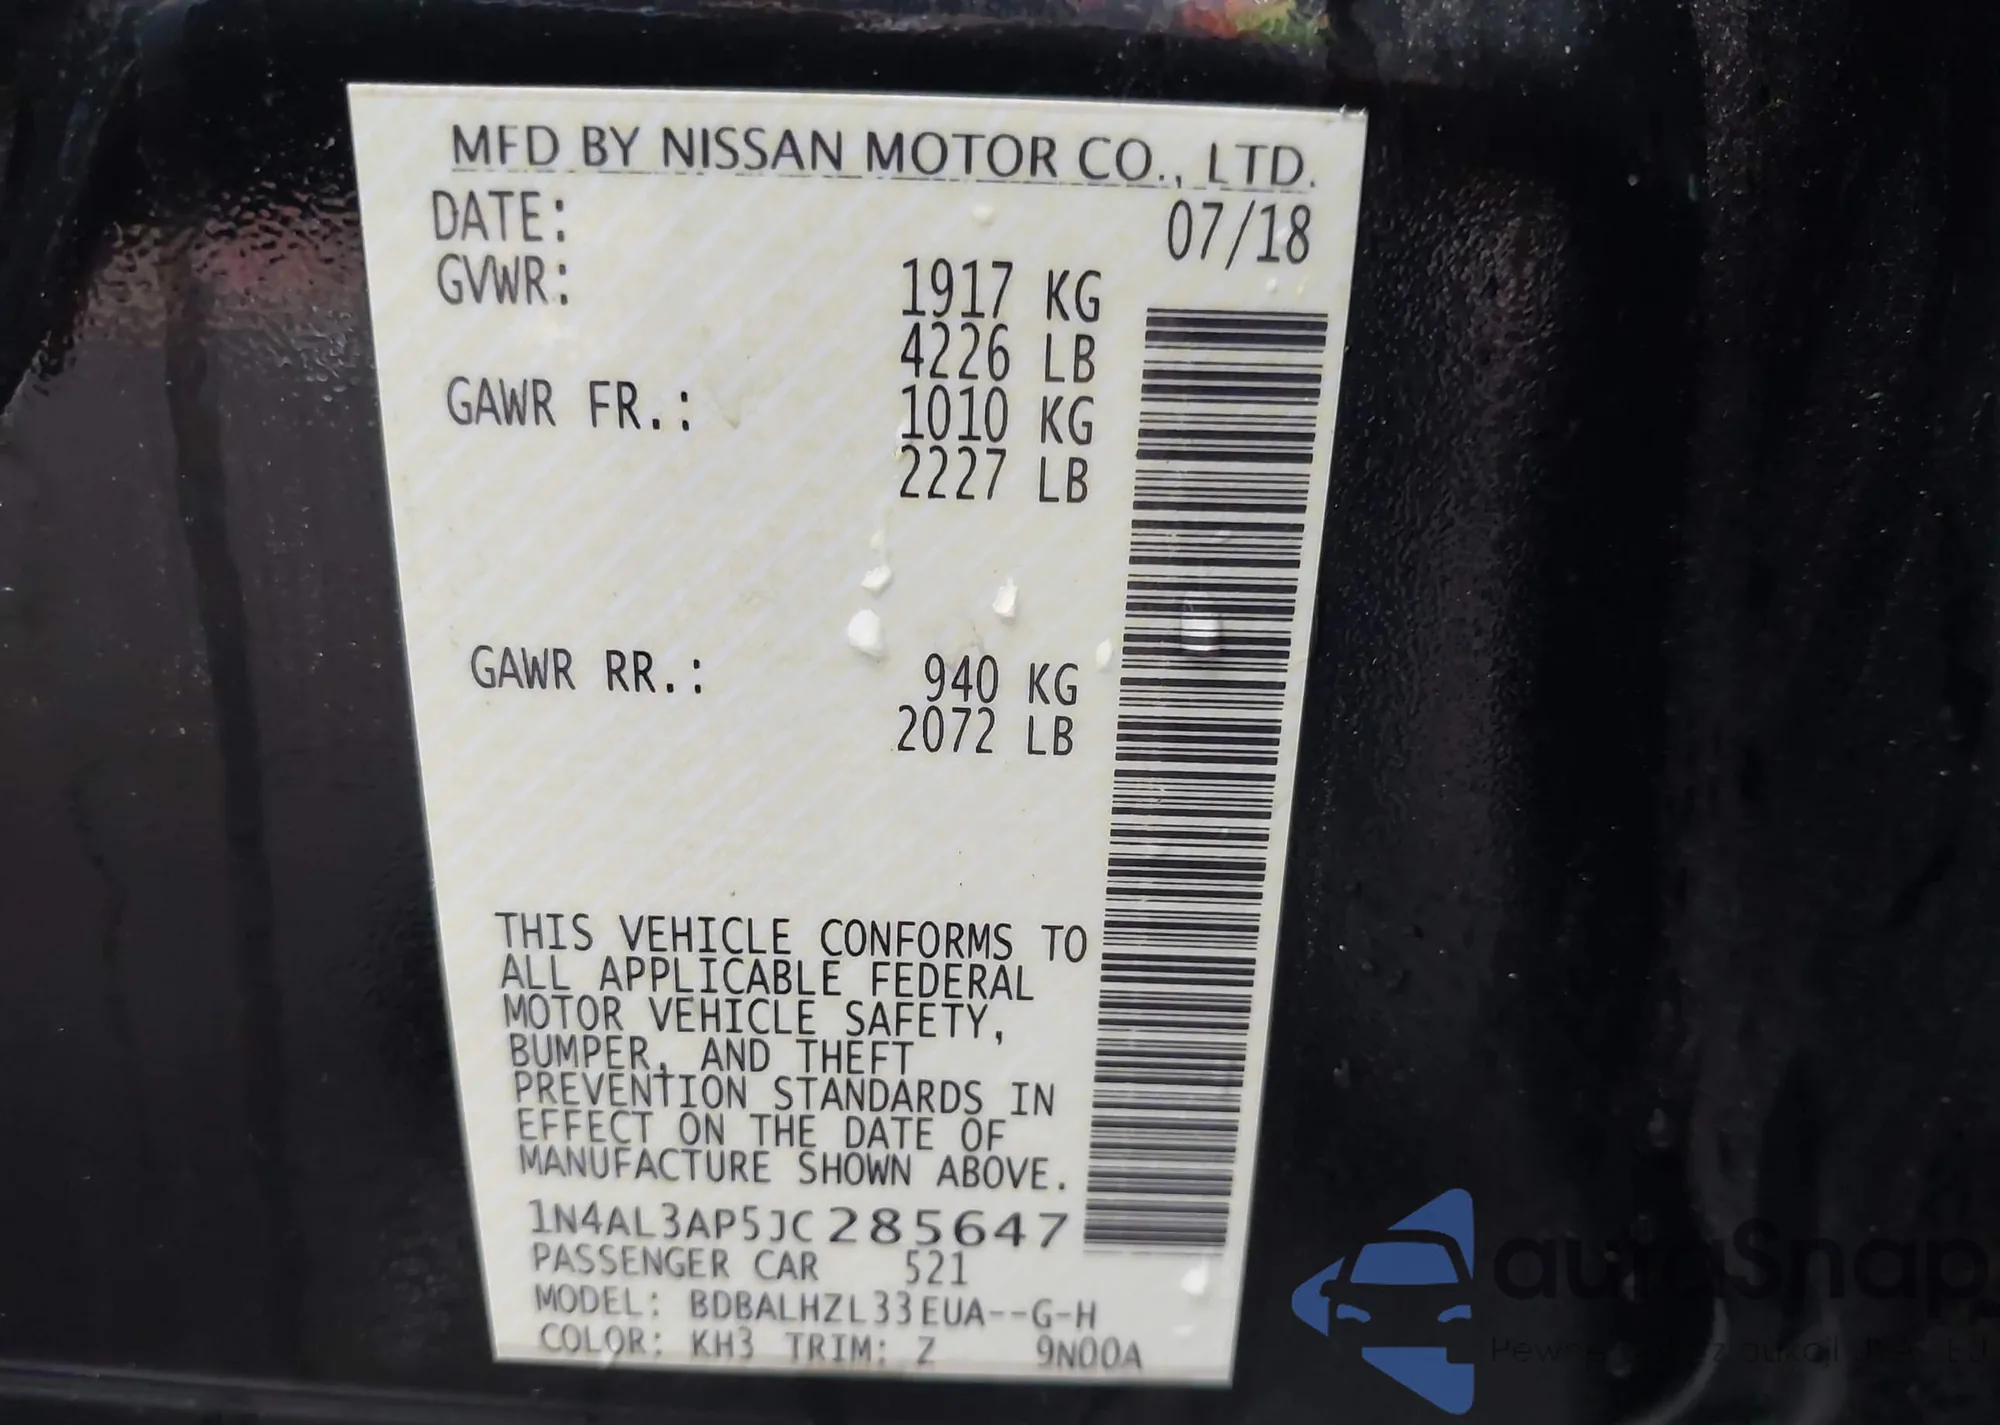 MFD BY NISSAN MOTOR CO., LTD.
DATE: 07/18
GVWR: 1917 KG
4226 LB
GAWR FR.: 1010 KG
2227 LB
GAWR RR.: 940 KG
2072 LB
THIS VEHICLE CONFORMS TO
ALL APPLICABLE FEDERAL
MOTOR VEHICLE SAFETY,
BUMPER, AND THEFT
PREVENTION STANDARDS IN
EFFECT ON THE DATE OF
MANUFACTURE SHOWN ABOVE.
1N4AL3AP5JC285647
PASSENGER CAR 521
MODEL: BDBALHZL33EUA--G-H
COLOR: KH3 TRIM: Z 9N00A
autoSnap